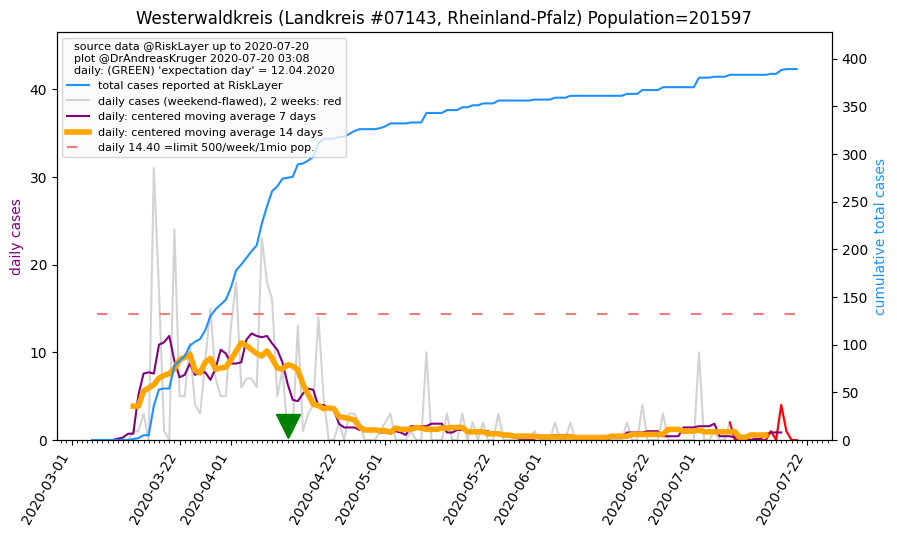 Westerwaldkreis (Landkreis #07143, Rheinland-Pfalz) Population=201597
source data @RiskLayer up to 2020-07-20
plot @DrAndreasKruger 2020-07-20 03:08
daily: (GREEN) 'expectation day' = 12.04.2020
total cases reported at RiskLayer
daily cases (weekend-flawed), 2 weeks: red
daily: centered moving average 7 days
daily: centered moving average 14 days
daily 14.40 =limit 500/week/1mio pop.
daily cases
40
30
20
10
0
cumulative total cases
400
350
300
250
200
150
100
50
0
2020-03-01
2020-03-22
2020-04-01
2020-04-22
2020-05-01
2020-05-22
2020-06-01
2020-06-22
2020-07-01
2020-07-22